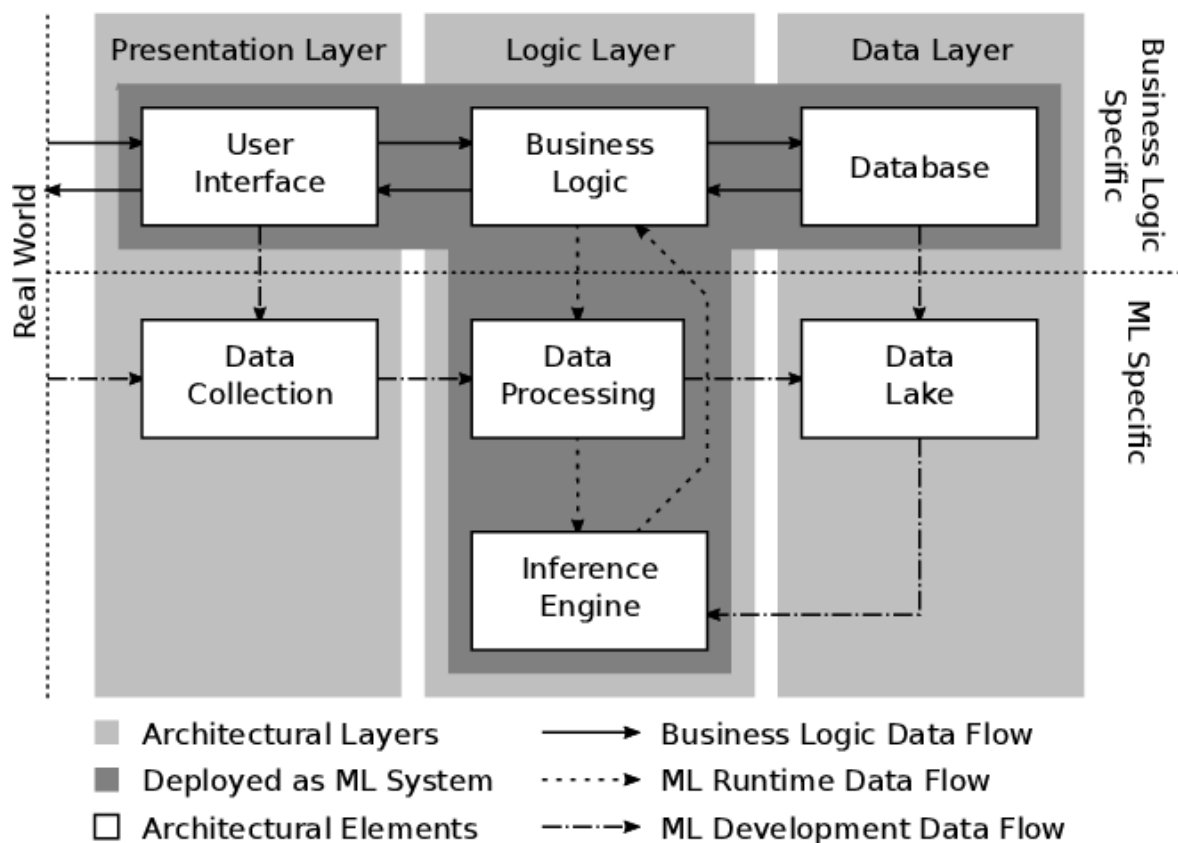 Presentation Layer
Logic Layer
Data Layer
Business Logic
Specific
User
Interface
Business
Logic
Database
Real World
Data
Collection
Data
Processing
Data
Lake
ML Specific
Inference
Engine
Architectural Layers
Business Logic Data Flow
Deployed as ML System
ML Runtime Data Flow
Architectural Elements
ML Development Data Flow